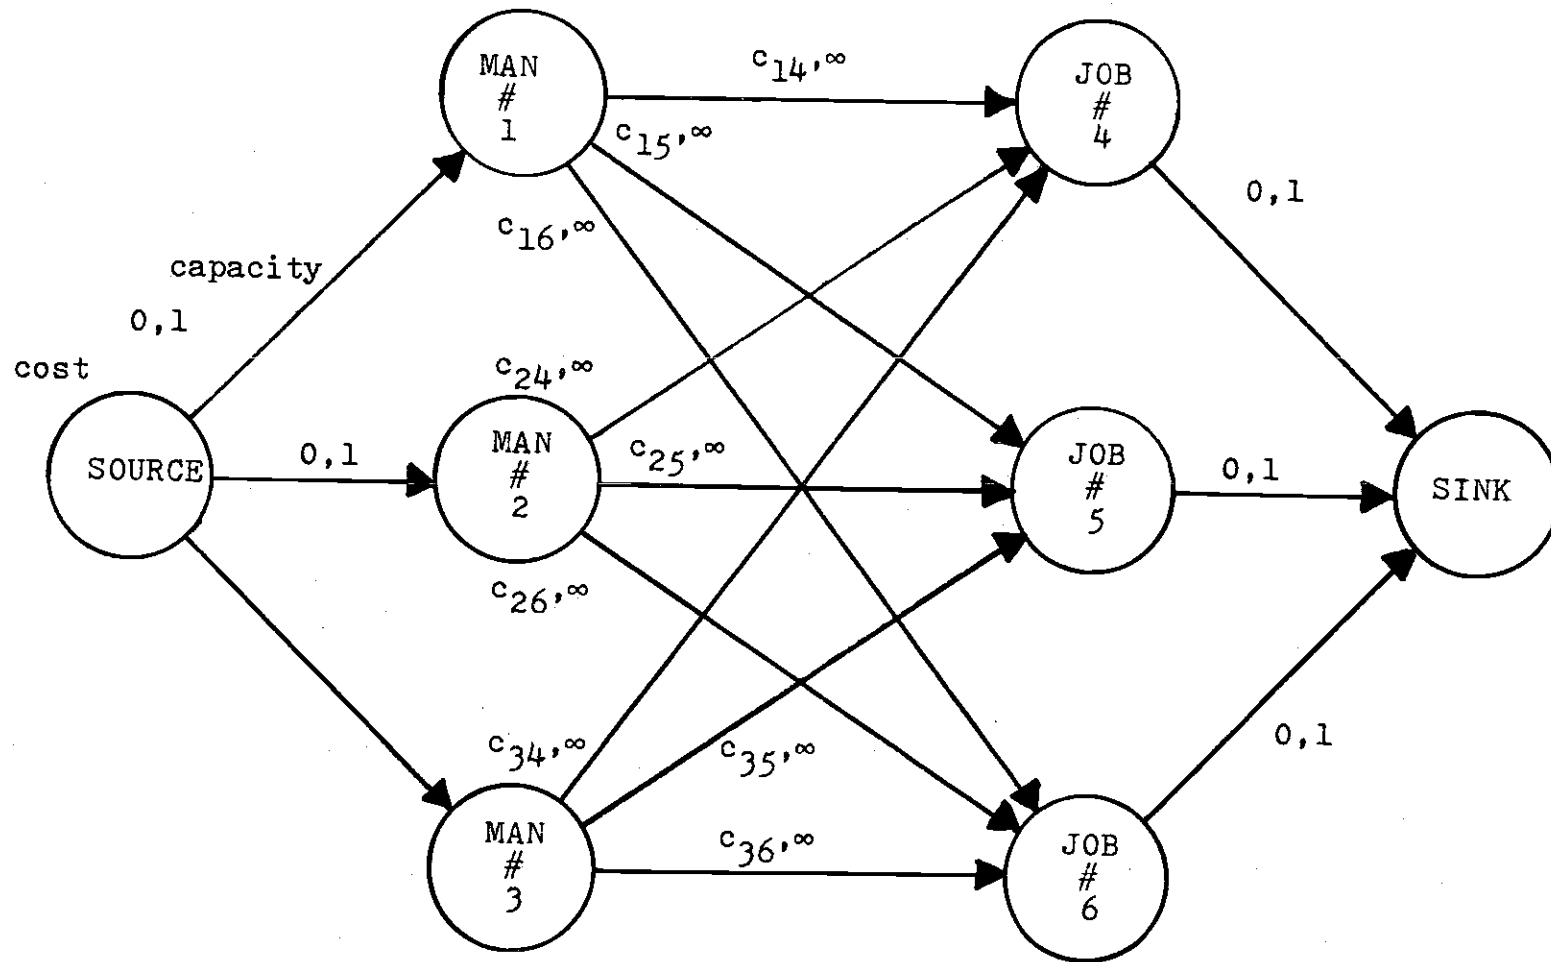 MAN
#
1
c14,∞
JOB
#
4
c15,∞
0,1
c16,∞
capacity
0,1
cost
c24,∞
SOURCE
0,1
MAN
#
2
c25,∞
JOB
#
5
0,1
SINK
c26,∞
c34,∞
c35,∞
0,1
MAN
#
3
c36,∞
JOB
#
6